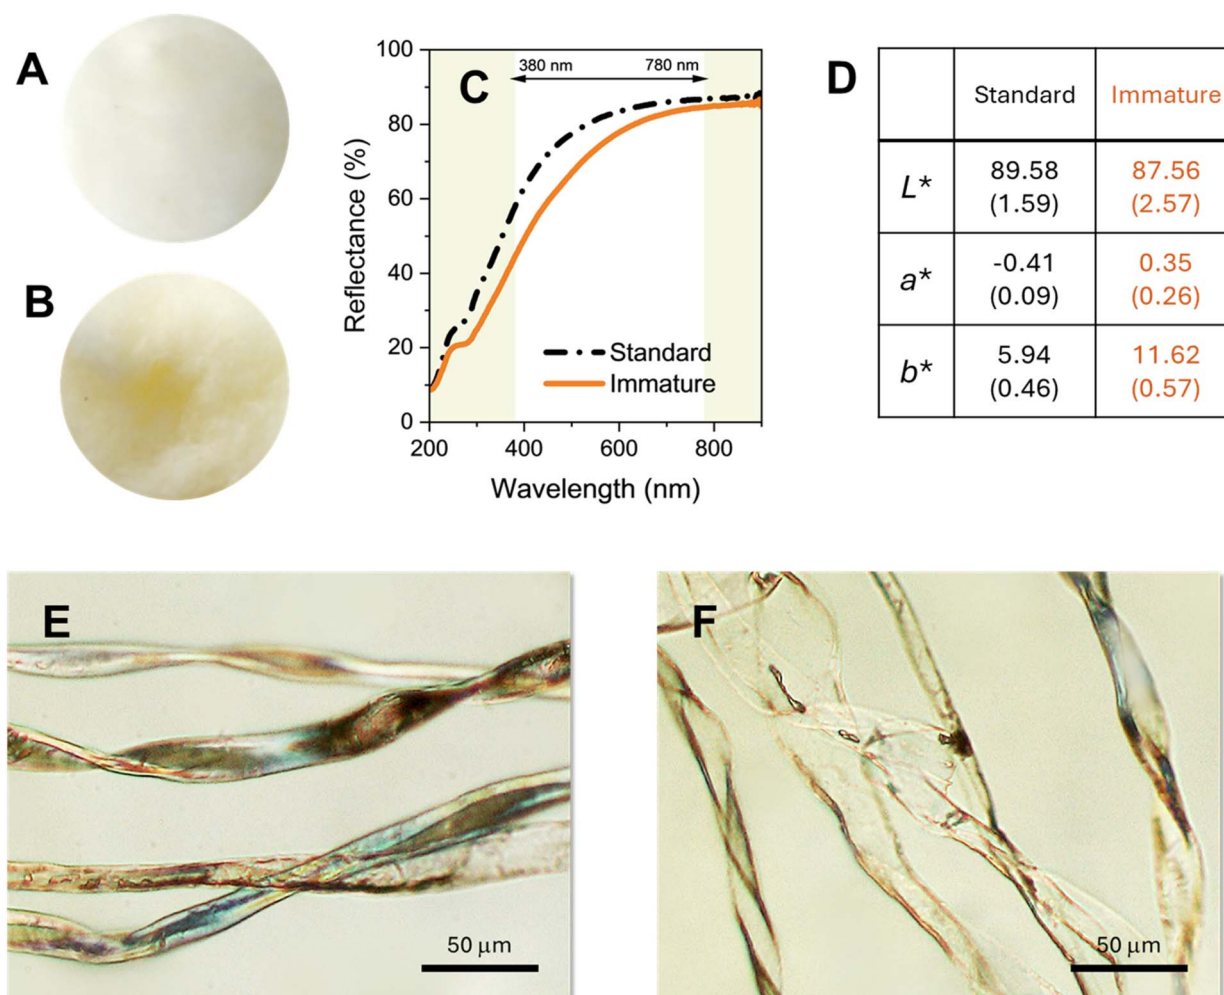 A
B
C
380 nm
780 nm
100
80
60
40
20
0
Reflectance (%)
Standard
Immature
200
400
600
800
Wavelength (nm)
D
Standard
Immature
L*
89.58
(1.59)
87.56
(2.57)
a*
-0.41
(0.09)
0.35
(0.26)
b*
5.94
(0.46)
11.62
(0.57)
E
50 µm
F
50 µm